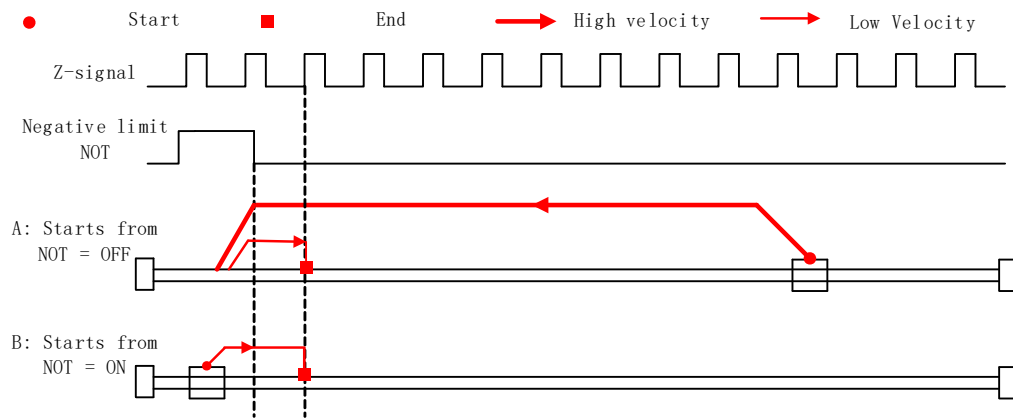 Start End High velocity Low Velocity
Z-signal
Negative limit
NOT
A: Starts from
NOT = OFF
B: Starts from
NOT = ON